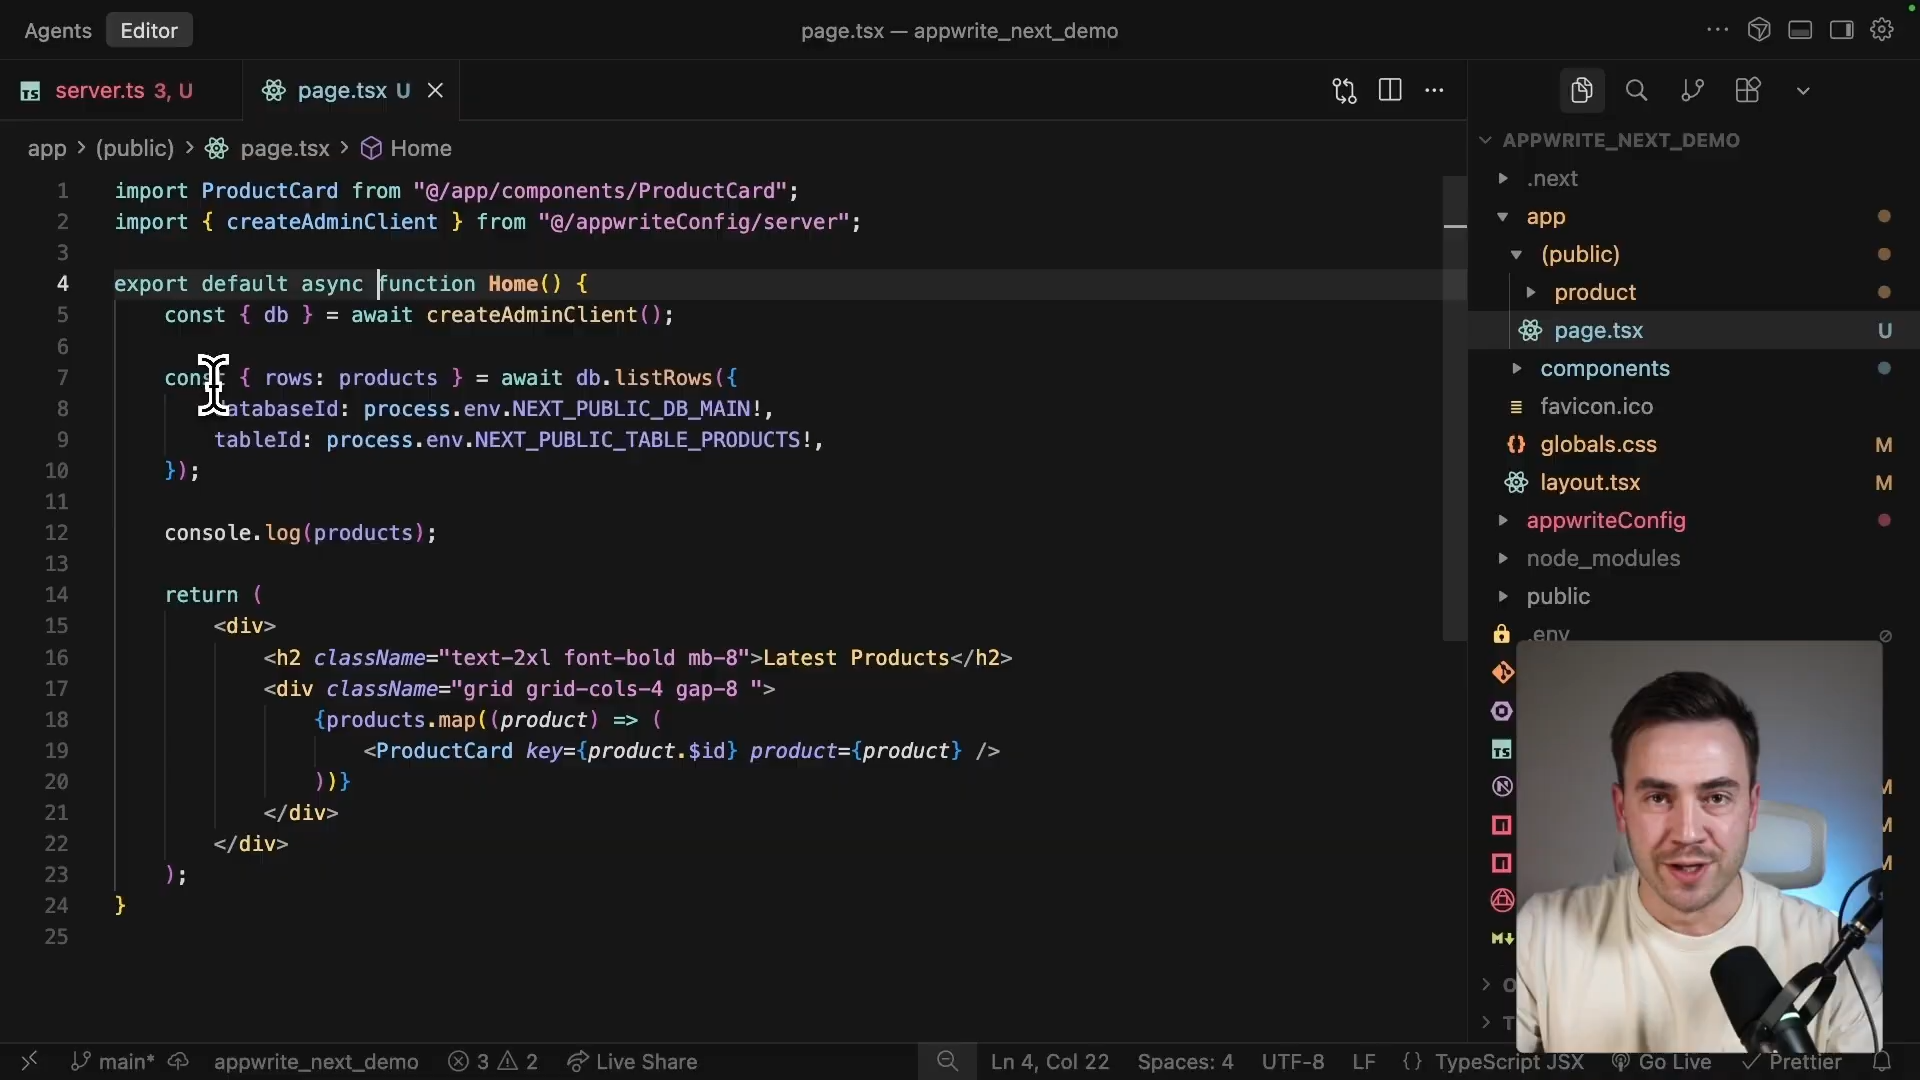 Agents Editor
page.tsx — appwrite_next_demo
server.ts 3, U
page.tsx U
app > (public) > page.tsx > Home
1 import ProductCard from "@/app/components/ProductCard";
2 import { createAdminClient } from "@/appwriteConfig/server";
3
4 export default async function Home() {
5 const { db } = await createAdminClient();
6
7 const { rows: products } = await db.listRows({
8 databaseId: process.env.NEXT_PUBLIC_DB_MAIN!,
9 tableId: process.env.NEXT_PUBLIC_TABLE_PRODUCTS!,
10 });
11
12 console.log(products);
13
14 return (
15 <div>
16 <h2 className="text-2xl font-bold mb-8">Latest Products</h2>
17 <div className="grid grid-cols-4 gap-8 ">
18 {products.map((product) => (
19 <ProductCard key={product.$id} product={product} />
20 ))}
21 </div>
22 </div>
23 );
24 }
25
APPWRITE_NEXT_DEMO
.next
app
(public)
product
page.tsx U
components
favicon.ico
globals.css M
layout.tsx M
appwriteConfig
node_modules
public
.env
main* appwrite_next_demo 3 2 Live Share
Ln 4, Col 22 Spaces: 4 UTF-8 LF {} TypeScript JSX Go Live Prettier